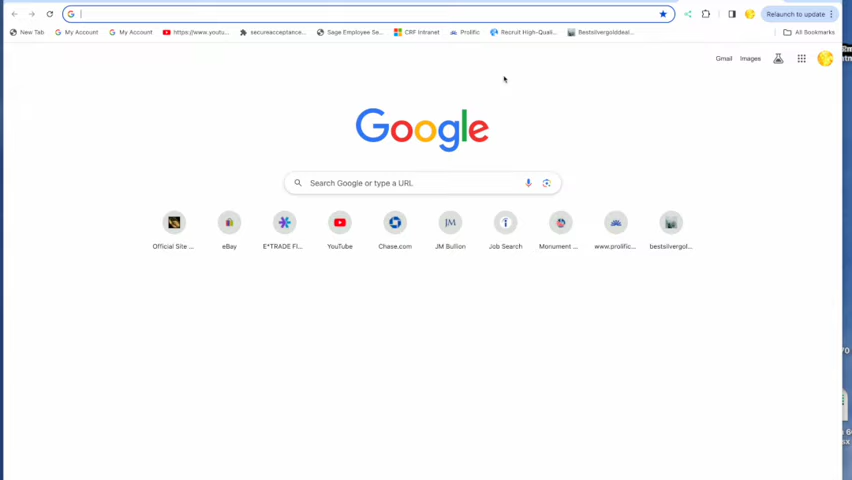 Relaunch to update
New Tab My Account My Account https://www.youtu... secureacceptance... Sage Employee Se... CRF Intranet Prolific Recruit High-Quali... Bestsilvergolddeal... All Bookmarks
Gmail Images
Google
Search Google or type a URL
Official Site ... eBay E*TRADE Fi... YouTube Chase.com JM Bullion Job Search Monument ... www.prolific... bestsilvergol...
JM